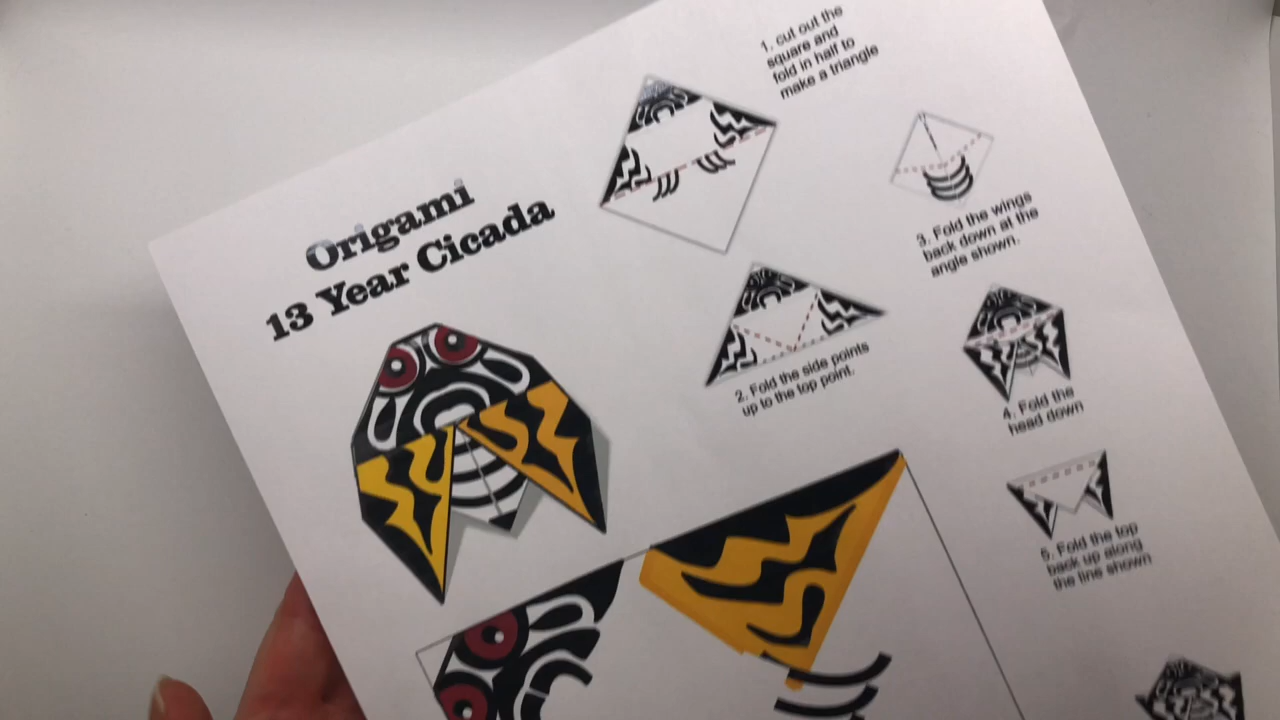 Origami
13 Year Cicada
1. cut out the
square and
fold in half to
make a triangle
2. Fold the side points
up to the top point.
3. Fold the wings
back down at the
angle shown.
4. Fold the
head down
5. Fold the top
back up along
the line shown